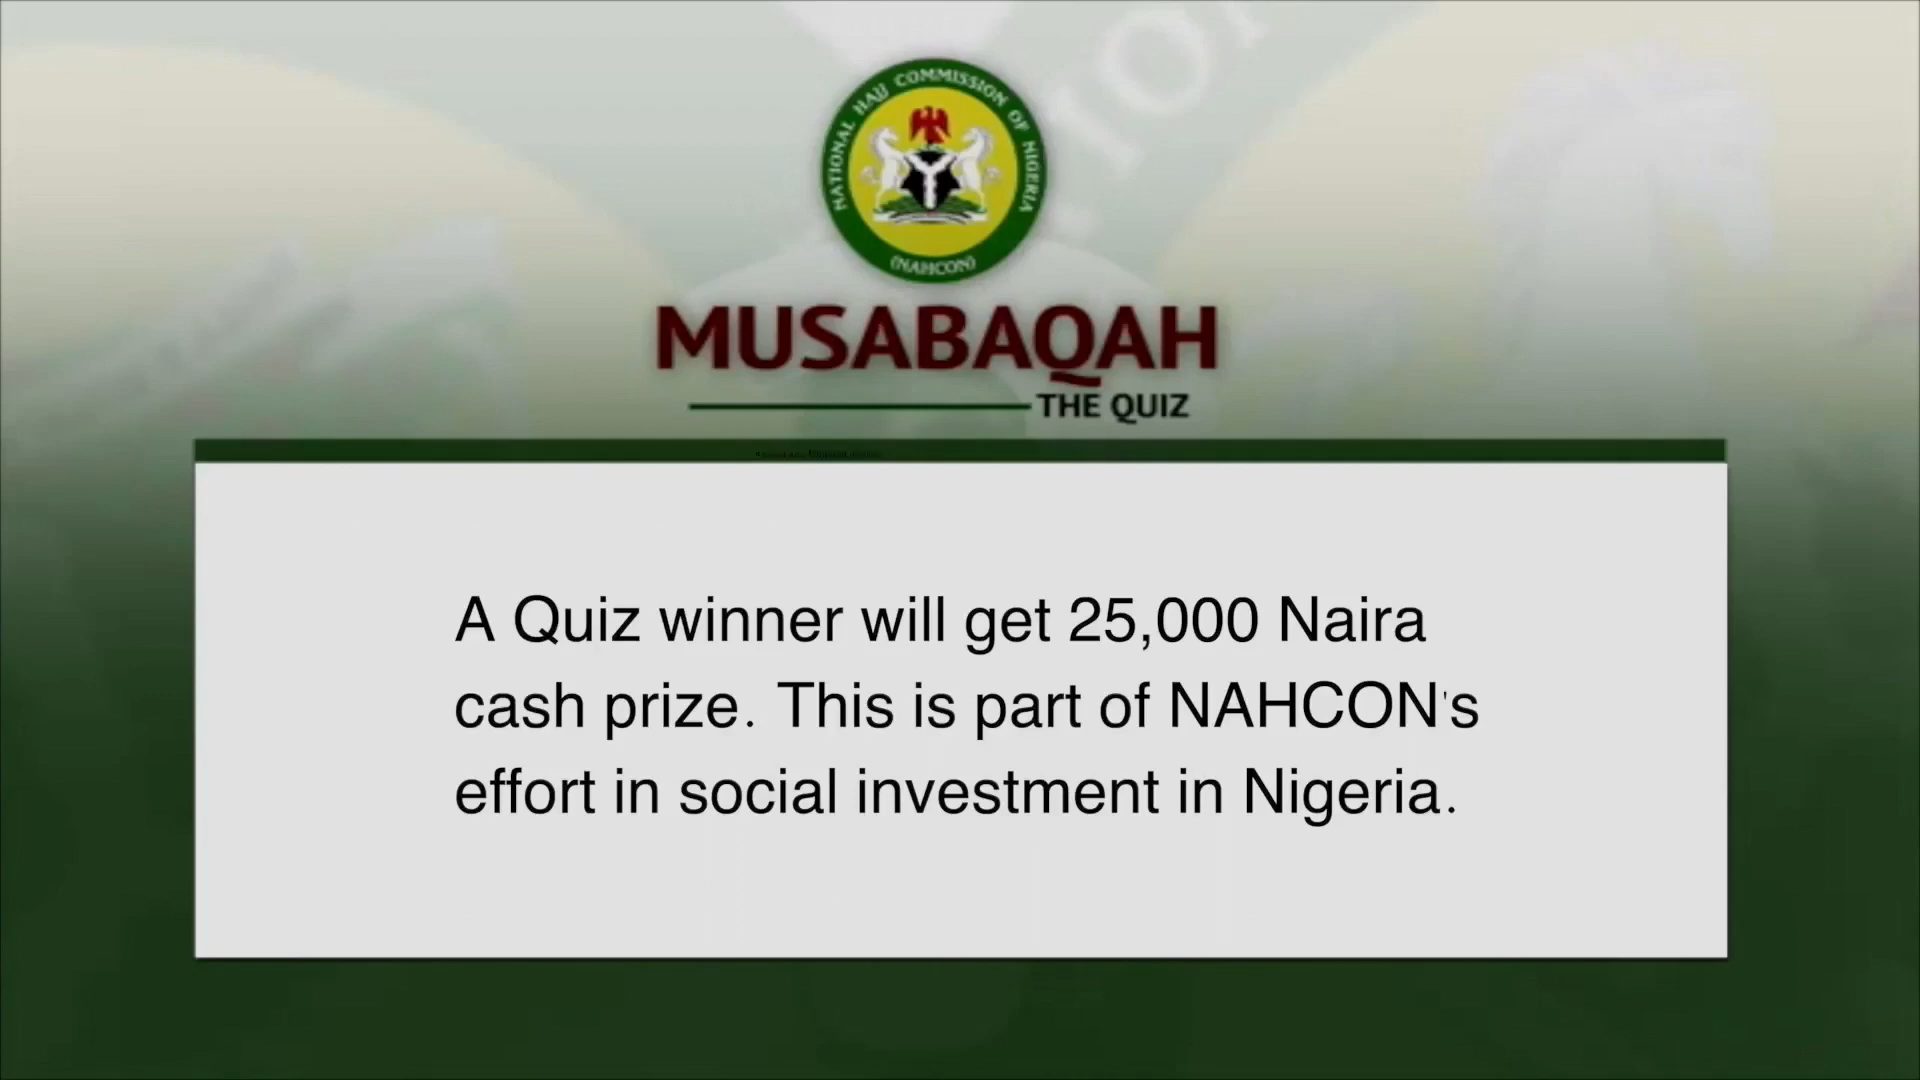 NATIONAL HAJJ COMMISSION OF NIGERIA
(NAHCON)
MUSABAQAH
THE QUIZ
A Quiz winner will get 25,000 Naira
cash prize. This is part of NAHCON's
effort in social investment in Nigeria.